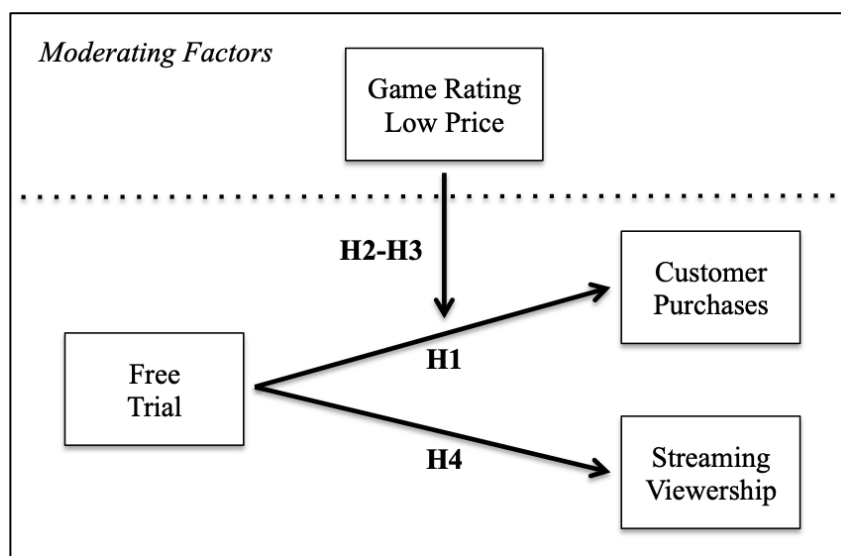 Moderating Factors
Game Rating
Low Price
H2-H3
Customer
Purchases
H1
Free
Trial
H4
Streaming
Viewership